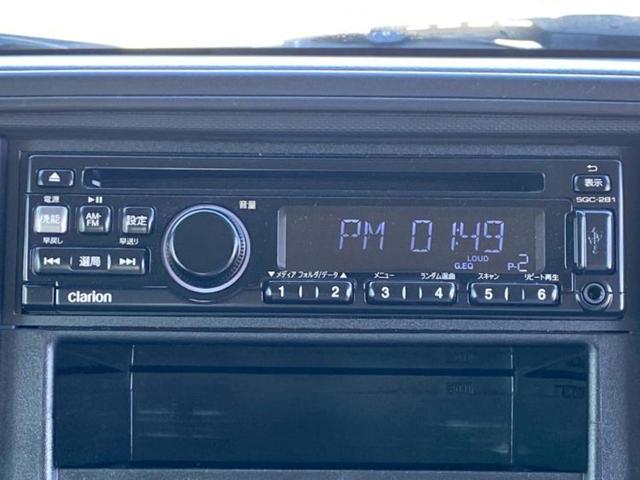 電源
▶II
音量
表示
SGC-281
機能
AM-FM
設定
PM 01:49
早戻し
早送り
LOUD
G.EQ
P-2
選局
▼メディア フォルダ/データ▲
メニュー
ランダム選曲
スキャン
リピート再生
clarion
1 2
3 4
5 6